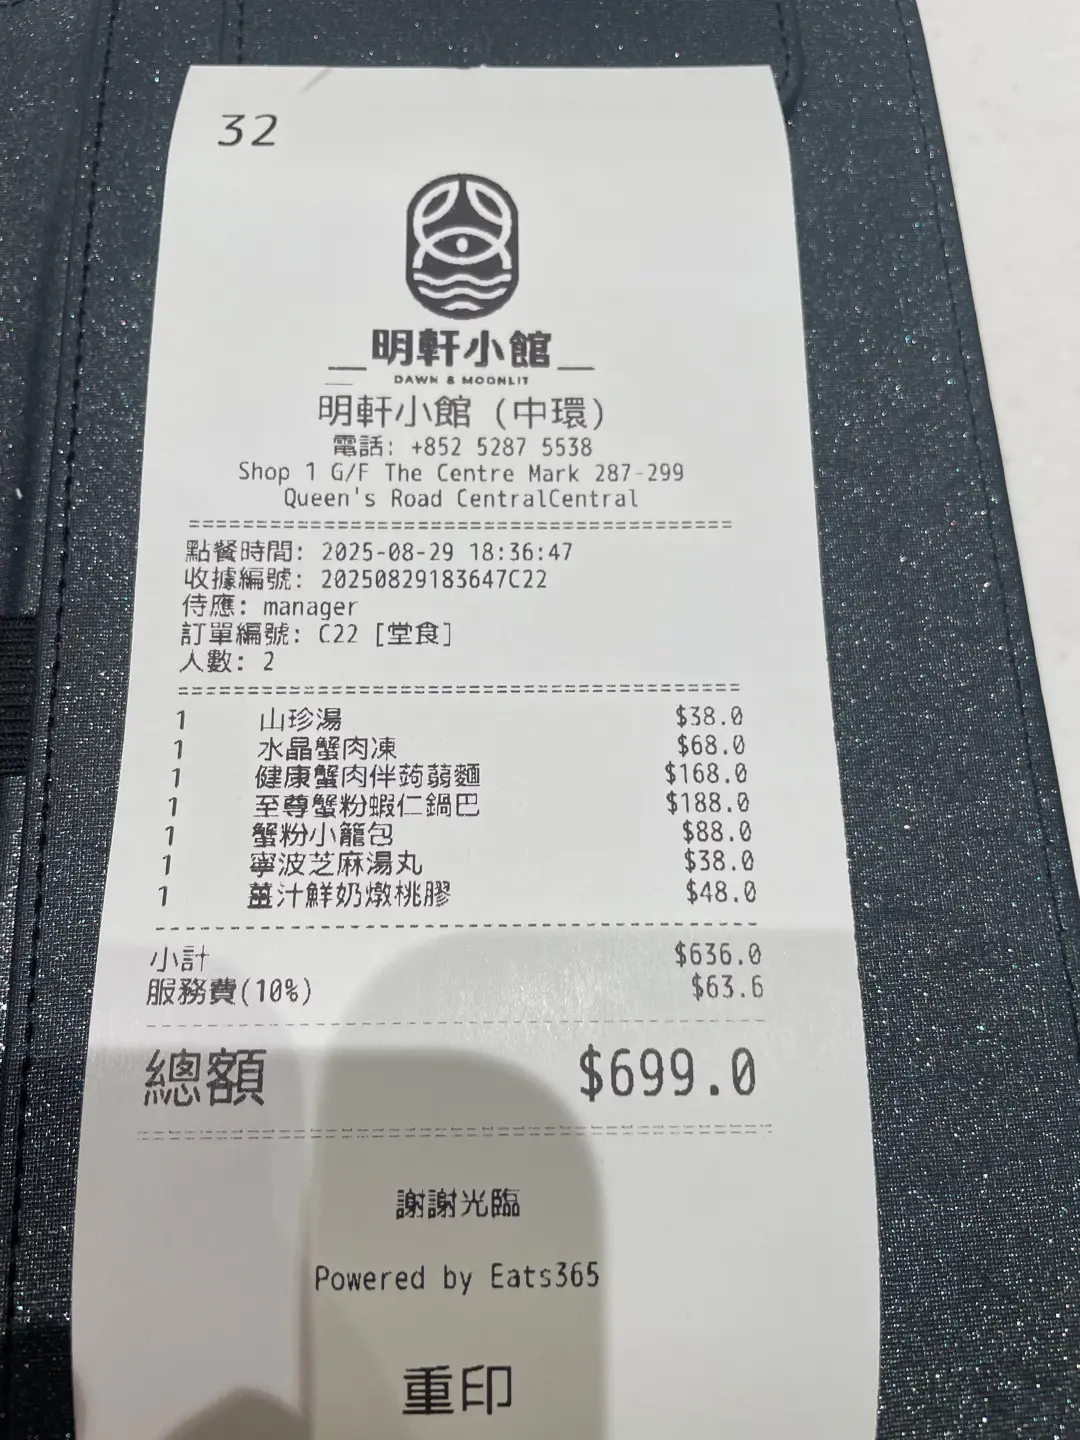 32
明軒小館
DAWN & MOONLIT
明軒小館 (中環)
電話: +852 5287 5538
Shop 1 G/F The Centre Mark 287-299
Queen's Road CentralCentral
======================================
點餐時間: 2025-08-29 18:36:47
收據編號: 20250829183647C22
侍應: manager
訂單編號: C22 [堂食]
人數: 2
======================================
1 山珍湯 $38.0
1 水晶蟹肉凍 $68.0
1 健康蟹肉伴蒟蒻麵 $168.0
1 至尊蟹粉蝦仁鍋巴 $188.0
1 蟹粉小籠包 $88.0
1 寧波芝麻湯丸 $38.0
1 薑汁鮮奶燉桃膠 $48.0
小計 $636.0
服務費(10%) $63.6
總額 $699.0
謝謝光臨
Powered by Eats365
重印